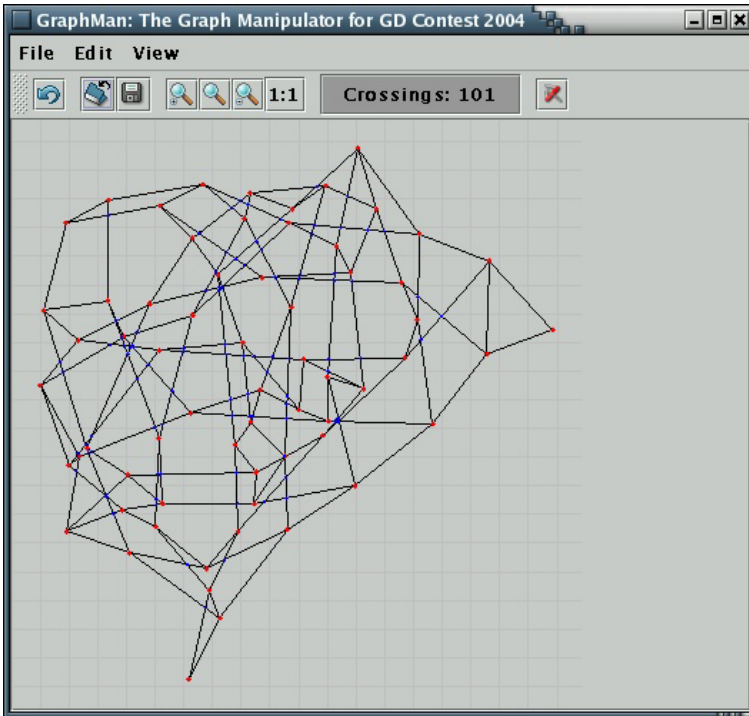 GraphMan: The Graph Manipulator for GD Contest 2004
File Edit View
1:1 Crossings: 101